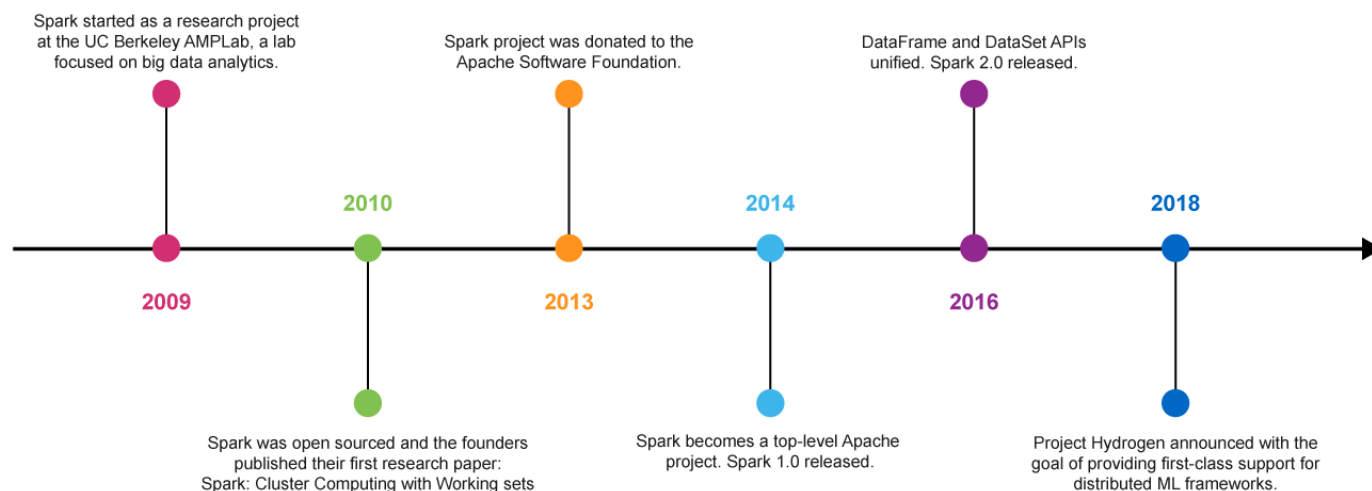 Spark started as a research project
at the UC Berkeley AMPLab, a lab
focused on big data analytics.
Spark project was donated to the
Apache Software Foundation.
DataFrame and DataSet APIs
unified. Spark 2.0 released.
2010
2014
2018
2009
2013
2016
Spark was open sourced and the founders
published their first research paper:
Spark: Cluster Computing with Working sets
Spark becomes a top-level Apache
project. Spark 1.0 released.
Project Hydrogen announced with the
goal of providing first-class support for
distributed ML frameworks.